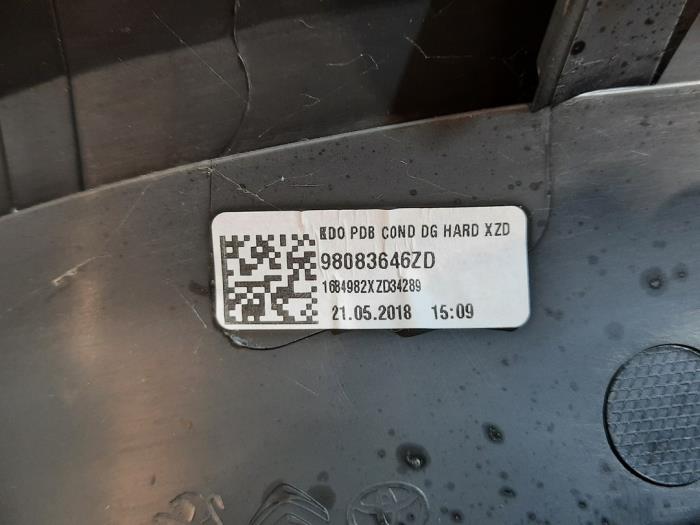 KDO PDB COND DG HARD XZD
98083646ZD
1684982XZD34289
21.05.2018 15:09